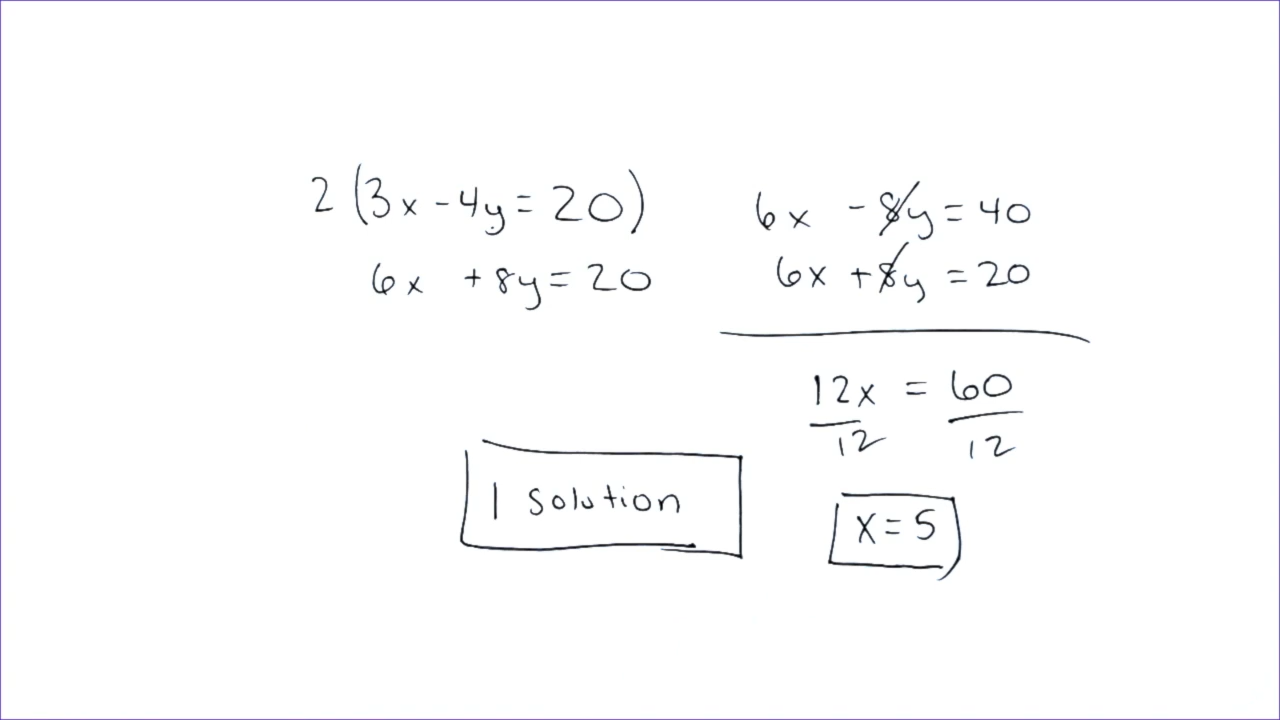 2(3x-4y=20)
6x +8y=20
6x -8y=40
6x +8y=20
12x = 60
12 12
1 solution
x=5